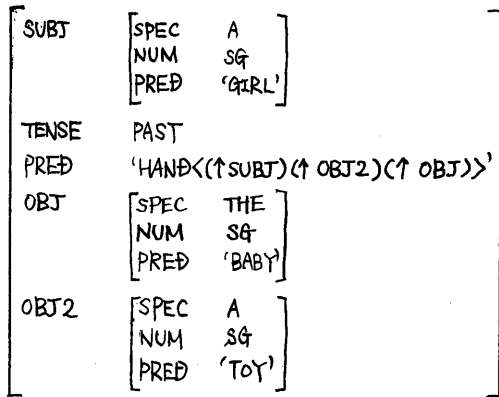 SUBJ SPEC A
NUM SG
PRED 'GIRL'
TENSE PAST
PRED 'HAND<(↑SUBJ)(↑ OBJ2)(↑ OBJ)>'
OBJ SPEC THE
NUM SG
PRED 'BABY'
OBJ2 SPEC A
NUM SG
PRED 'TOY'